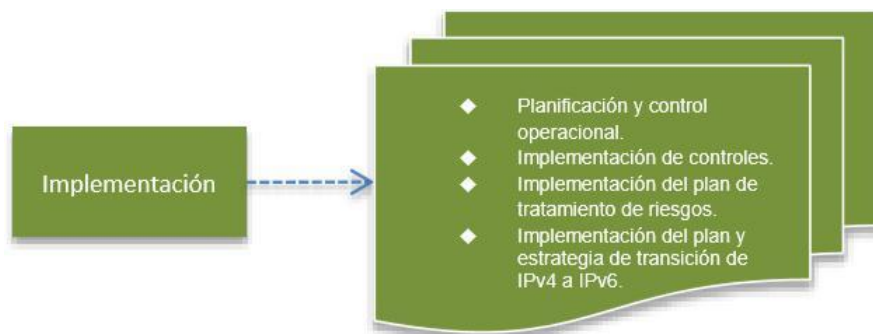 Implementación
◆ Planificación y control
operacional.
◆ Implementación de controles.
◆ Implementación del plan de
tratamiento de riesgos.
◆ Implementación del plan y
estrategia de transición de
IPv4 a IPv6.